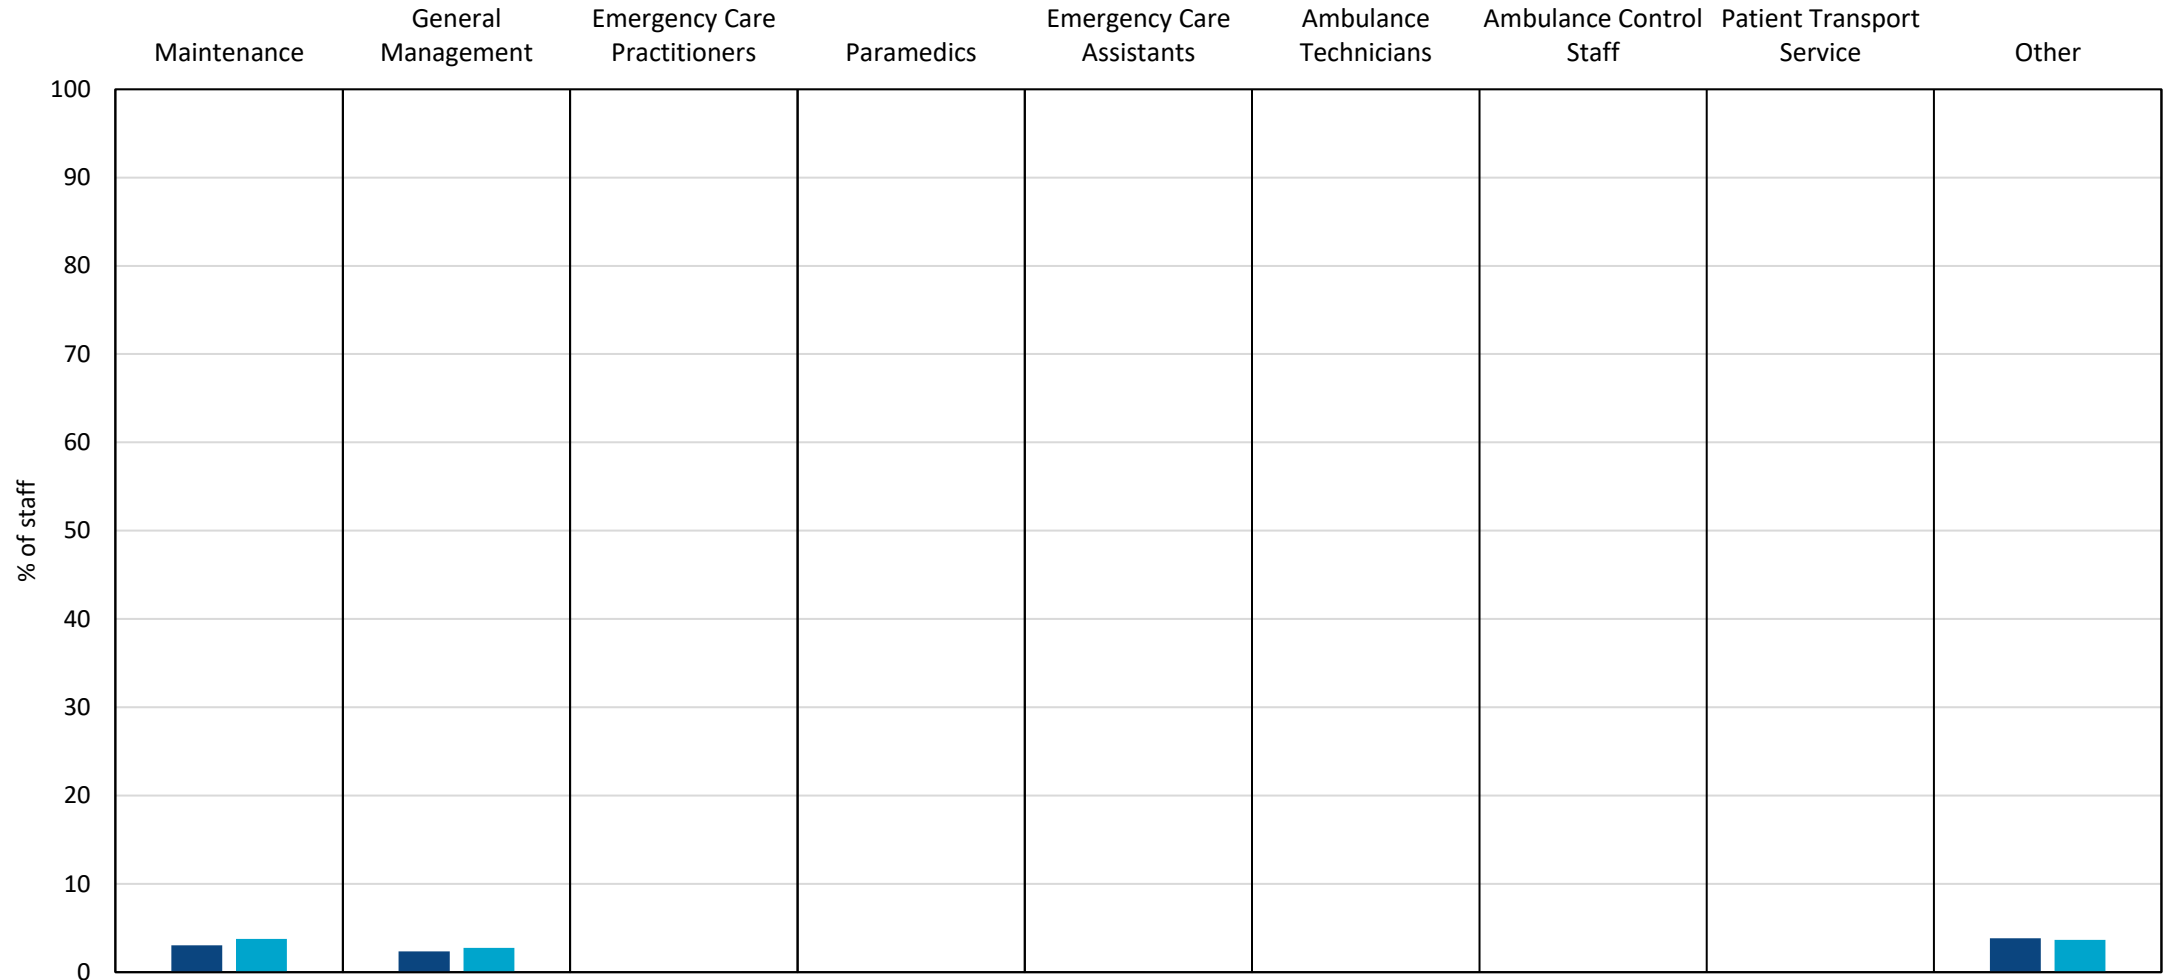 Maintenance
General
Management
Emergency Care
Practitioners
Paramedics
Emergency Care
Assistants
Ambulance
Technicians
Ambulance Control
Staff
Patient Transport
Service
Other
100
90
80
70
60
50
40
30
20
10
0
% of staff